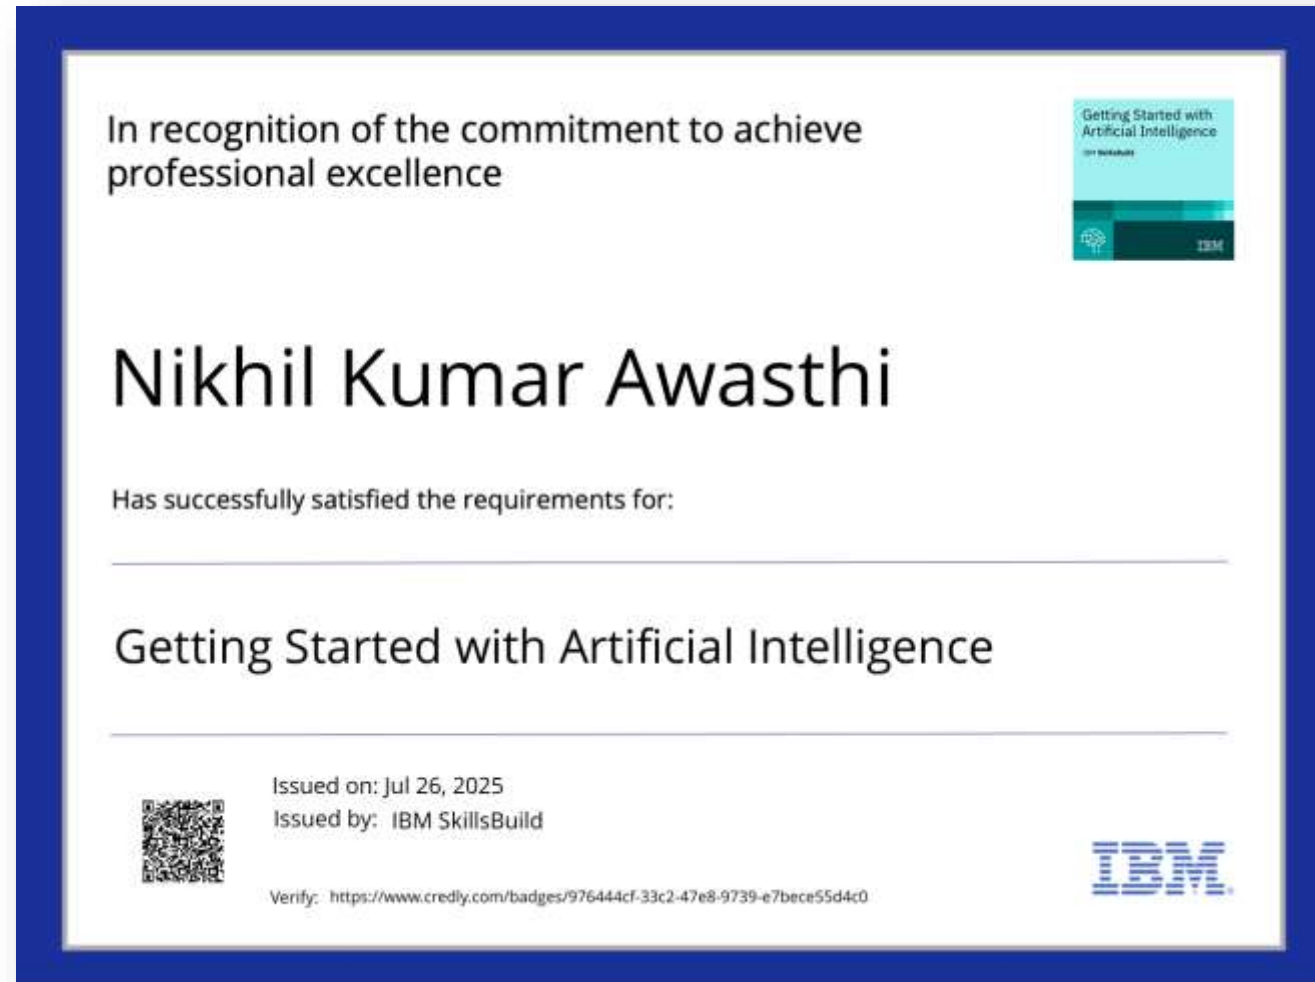 In recognition of the commitment to achieve
professional excellence
Getting Started with
Artificial Intelligence
IBM SkillsBuild
IBM
Nikhil Kumar Awasthi
Has successfully satisfied the requirements for:
Getting Started with Artificial Intelligence
Issued on: Jul 26, 2025
Issued by: IBM SkillsBuild
Verify: https://www.credly.com/badges/976444cf-33c2-47e8-9739-e7bece55d4c0
IBM